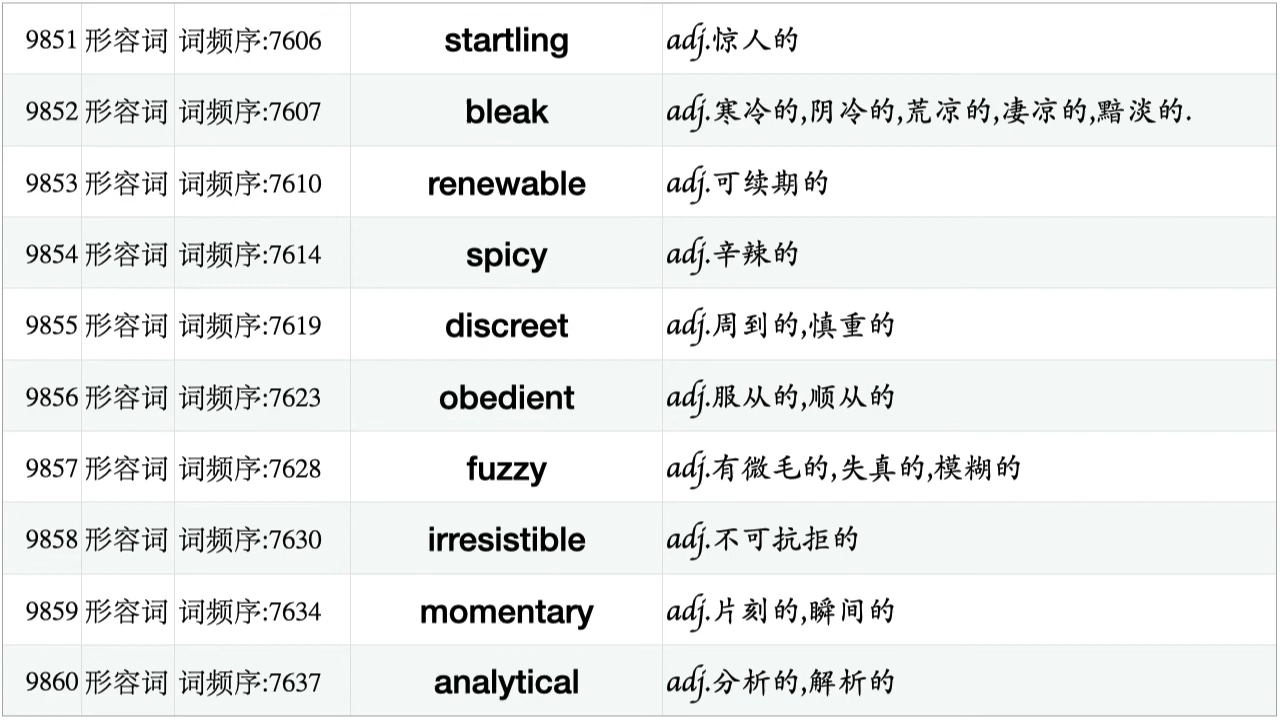 9851 形容词 词频序:7606 startling adj.惊人的
9852 形容词 词频序:7607 bleak adj.寒冷的,阴冷的,荒凉的,凄凉的,黯淡的.
9853 形容词 词频序:7610 renewable adj.可续期的
9854 形容词 词频序:7614 spicy adj.辛辣的
9855 形容词 词频序:7619 discreet adj.周到的,慎重的
9856 形容词 词频序:7623 obedient adj.服从的,顺从的
9857 形容词 词频序:7628 fuzzy adj.有微毛的,失真的,模糊的
9858 形容词 词频序:7630 irresistible adj.不可抗拒的
9859 形容词 词频序:7634 momentary adj.片刻的,瞬间的
9860 形容词 词频序:7637 analytical adj.分析的,解析的